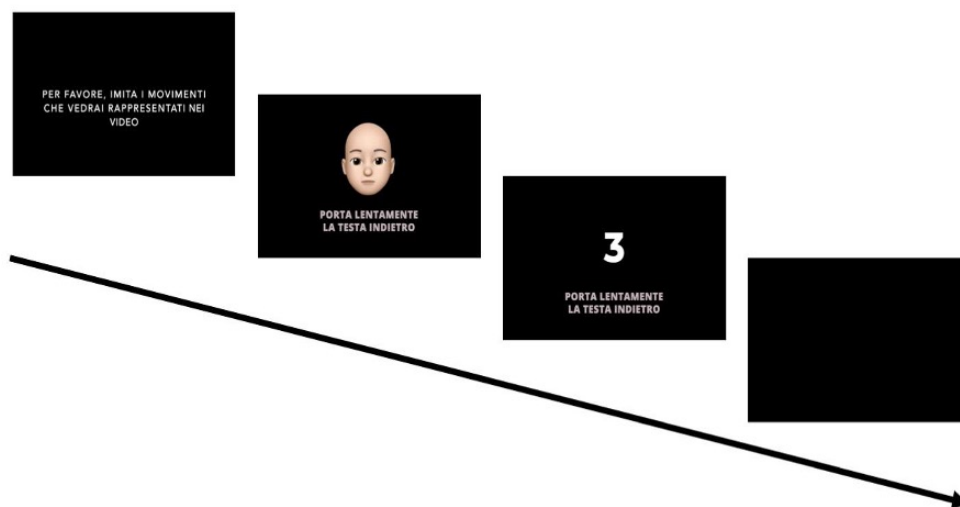 PER FAVORE, IMITA I MOVIMENTI
CHE VEDRAI RAPPRESENTATI NEI
VIDEO
PORTA LENTAMENTE
LA TESTA INDIETRO
3
PORTA LENTAMENTE
LA TESTA INDIETRO